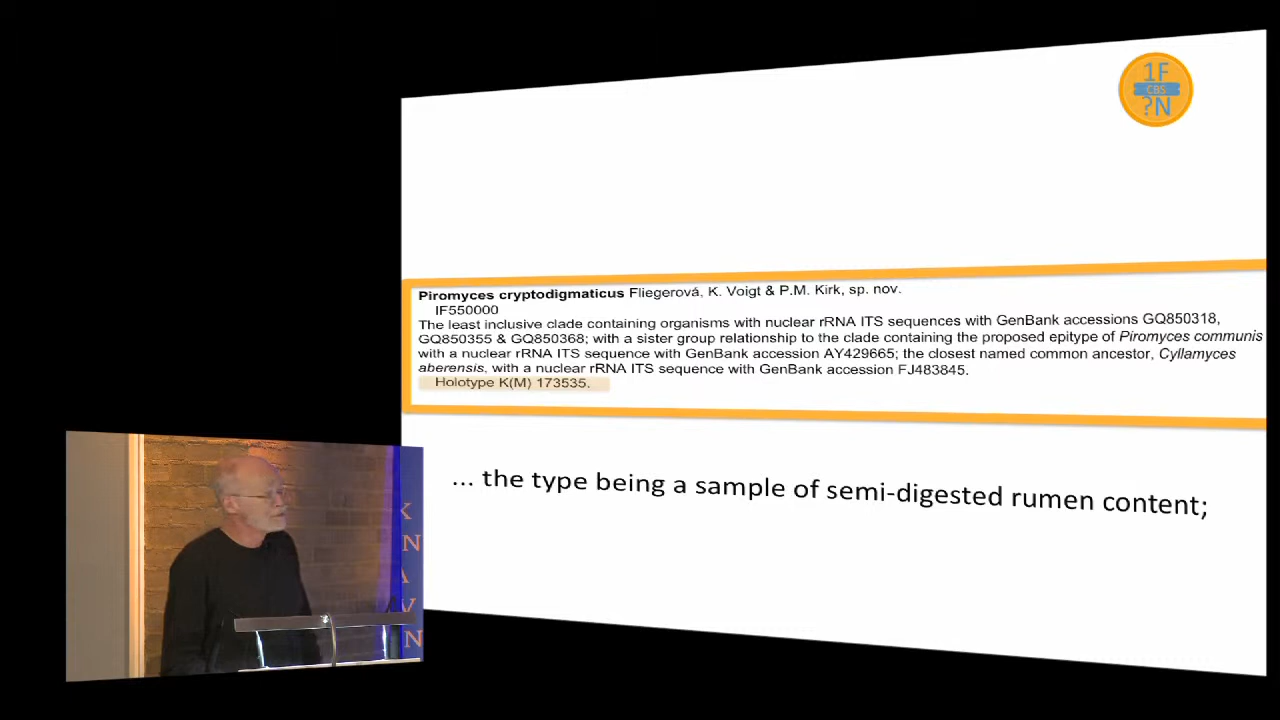 1F
CBS
?N
Piromyces cryptodigmaticus Fliegerová, K. Voigt & P.M. Kirk, sp. nov.
IF550000
The least inclusive clade containing organisms with nuclear rRNA ITS sequences with GenBank accessions GQ850318,
GQ850355 & GQ850368; with a sister group relationship to the clade containing the proposed epitype of Piromyces communis
with a nuclear rRNA ITS sequence with GenBank accession AY429665; the closest named common ancestor, Cyllamyces
aberensis, with a nuclear rRNA ITS sequence with GenBank accession FJ483845.
Holotype K(M) 173535.
... the type being a sample of semi-digested rumen content;
K
N
A
N